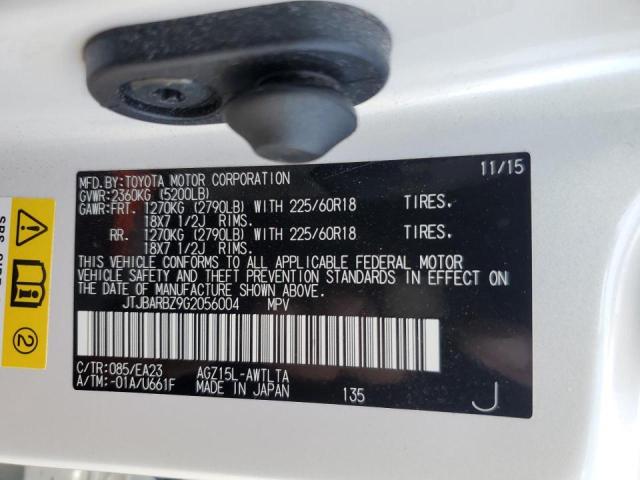 MFD.BY:TOYOTA MOTOR CORPORATION 11/15
GVWR:2360KG (5200LB)
GAWR:FRT. 1270KG (2790LB) WITH 225/60R18 TIRES.
18X7 1/2J RIMS.
RR. 1270KG (2790LB) WITH 225/60R18 TIRES.
18X7 1/2J RIMS.
THIS VEHICLE CONFORMS TO ALL APPLICABLE FEDERAL MOTOR
VEHICLE SAFETY AND THEFT PREVENTION STANDARDS IN EFFECT ON
THE DATE OF MANUFACTURE SHOWN ABOVE.
JTJBARBZ9G2056004 MPV
C/TR:085/EA23 AGZ15L-AWTLTA
A/TM:-01A/U661F MADE IN JAPAN 135 J
2